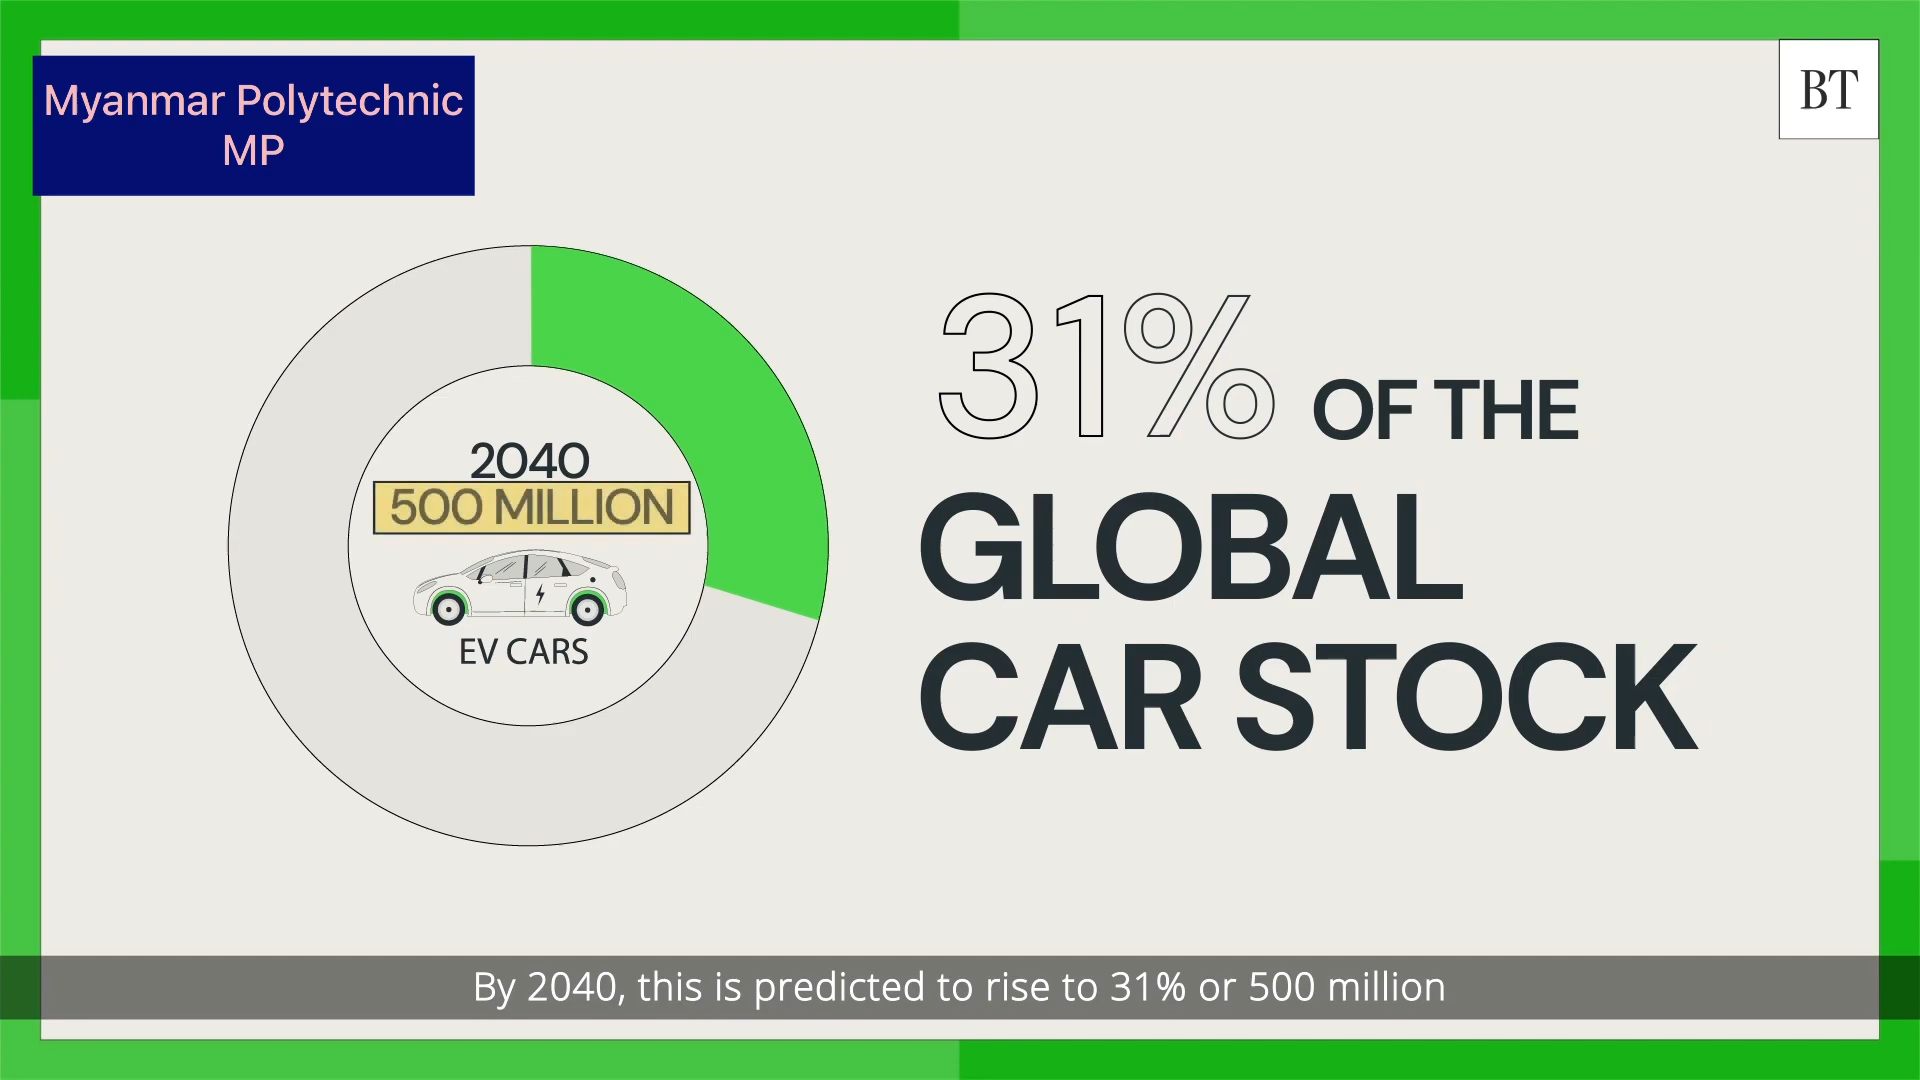 Myanmar Polytechnic
MP
BT
2040
500 MILLION
EV CARS
31% OF THE
GLOBAL
CAR STOCK
By 2040, this is predicted to rise to 31% or 500 million